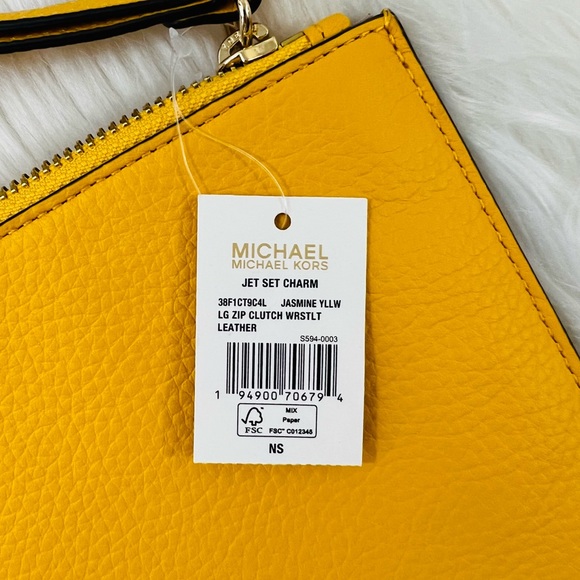 MICHAEL
MICHAEL KORS
JET SET CHARM
38F1CT9C4L JASMINE YLLW
LG ZIP CLUTCH WRSTLT
LEATHER
S594-0003
1 94900 70679 4
FSC
MIX
Paper
FSC™ C012345
NS